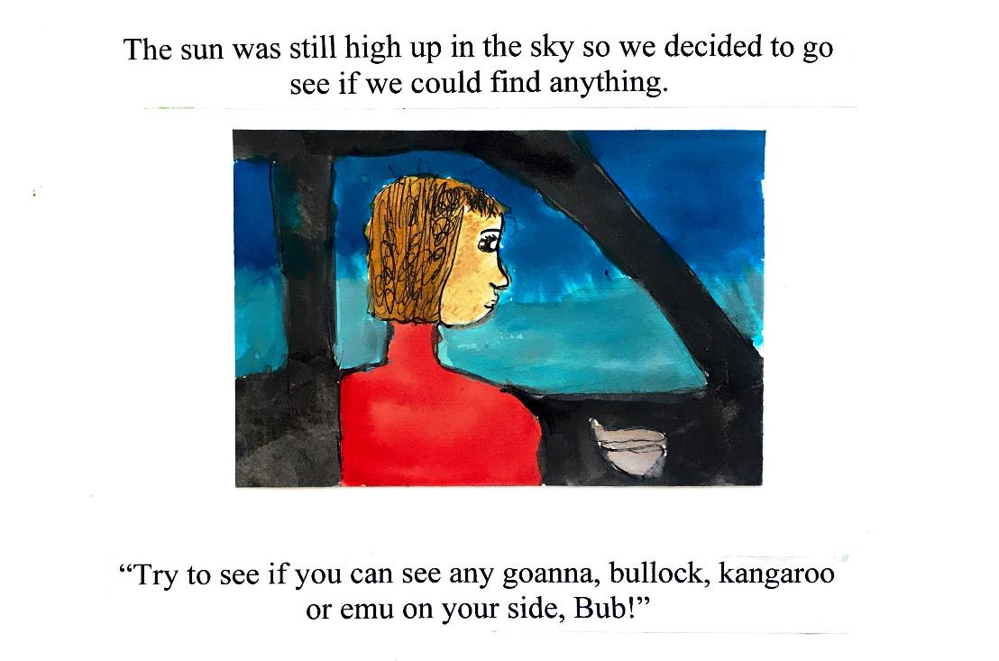 The sun was still high up in the sky so we decided to go
see if we could find anything.
“Try to see if you can see any goanna, bullock, kangaroo
or emu on your side, Bub!”